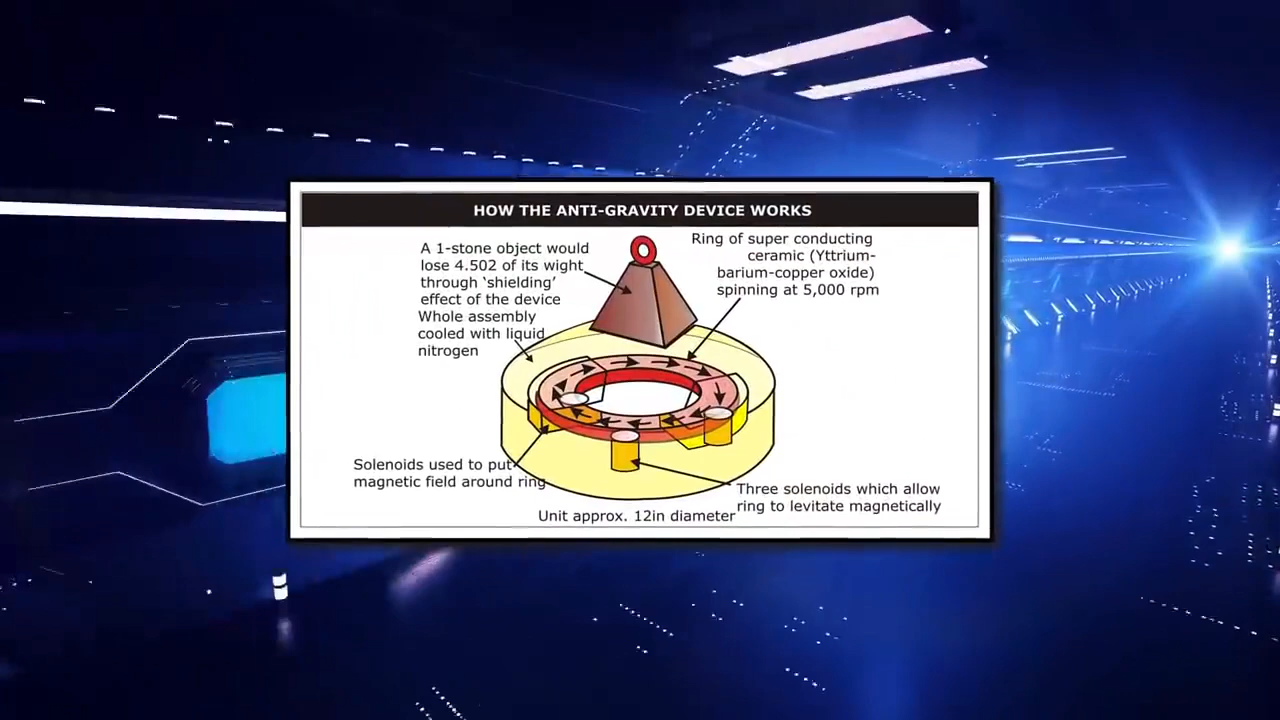 HOW THE ANTI-GRAVITY DEVICE WORKS
A 1-stone object would
lose 4.502 of its wight
through ‘shielding’
effect of the device
Whole assembly
cooled with liquid
nitrogen
Ring of super conducting
ceramic (Yttrium-
barium-copper oxide)
spinning at 5,000 rpm
Solenoids used to put
magnetic field around ring
Three solenoids which allow
ring to levitate magnetically
Unit approx. 12in diameter